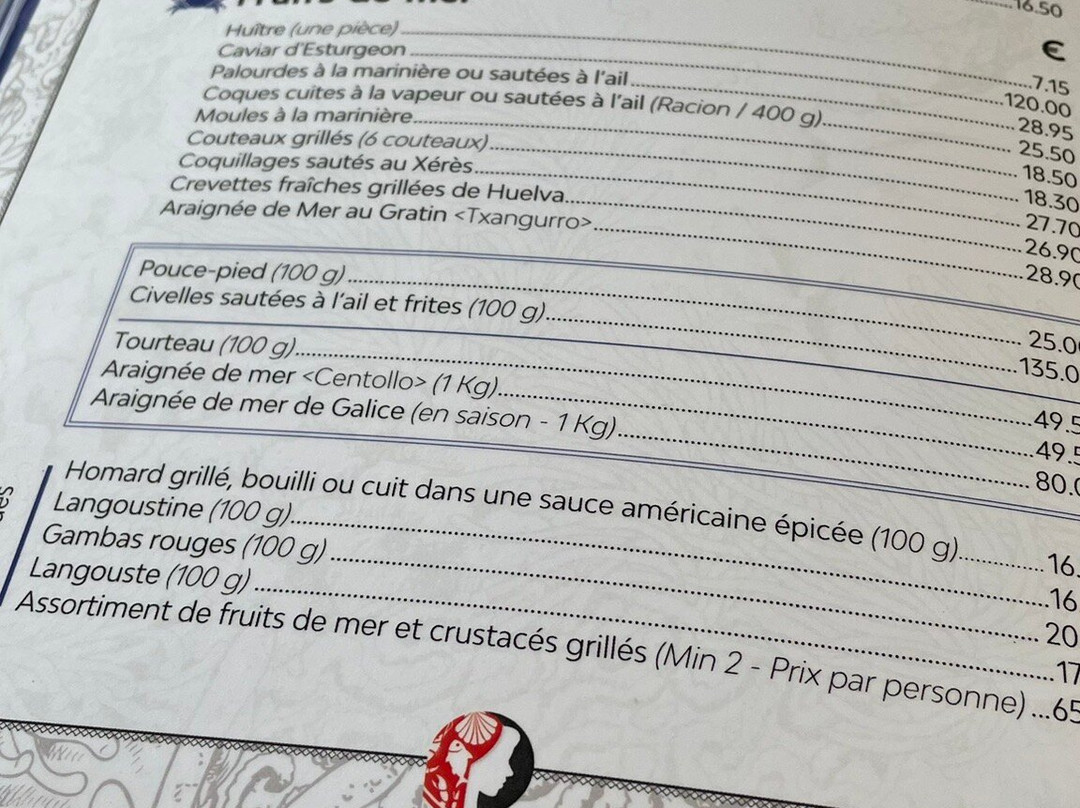 Fruits de mer
16.50
€
Huître (une pièce) 7.15
Caviar d'Esturgeon 120.00
Palourdes à la marinière ou sautées à l'ail 28.95
Coques cuites à la vapeur ou sautées à l'ail (Racion / 400 g) 25.50
Moules à la marinière 18.50
Couteaux grillés (6 couteaux) 18.30
Coquillages sautés au Xérès 27.70
Crevettes fraîches grillées de Huelva 26.90
Araignée de Mer au Gratin <Txangurro> 28.90
Pouce-pied (100 g) 25.0
Civelles sautées à l'ail et frites (100 g) 135.0
Tourteau (100 g) 49.5
Araignée de mer <Centollo> (1 Kg) 49.5
Araignée de mer de Galice (en saison - 1 Kg) 80.0
Homard grillé, bouilli ou cuit dans une sauce américaine épicée (100 g) 16.
Langoustine (100 g) 16
Gambas rouges (100 g) 20
Langouste (100 g) 17
Assortiment de fruits de mer et crustacés grillés (Min 2 - Prix par personne) ...65